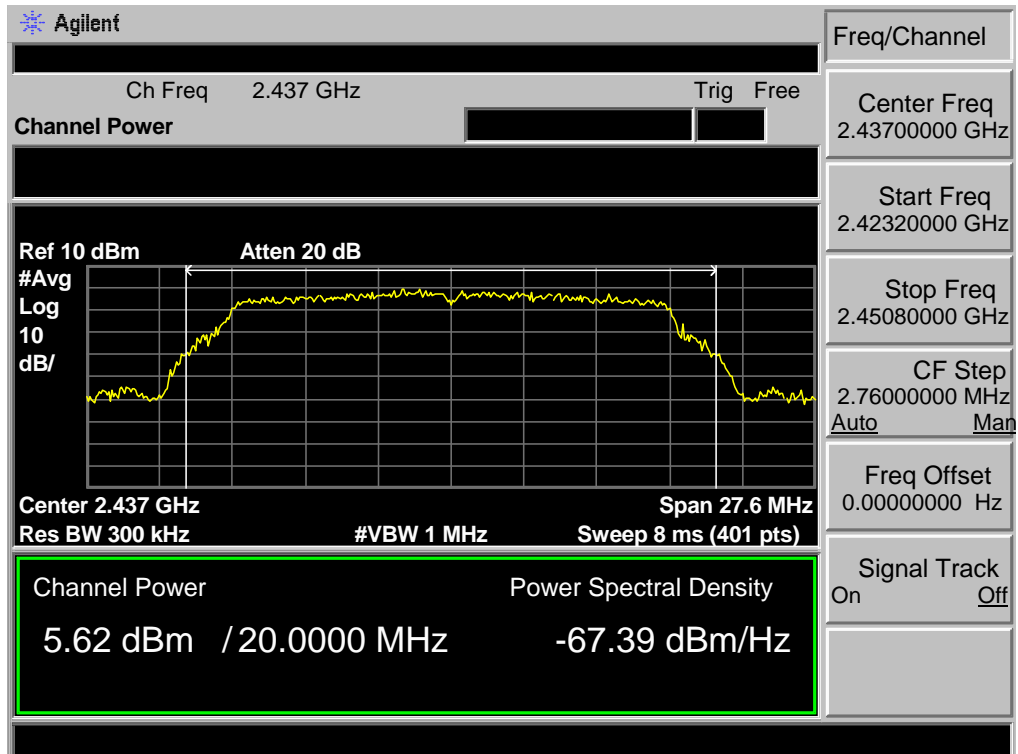 Agilent
Freq/Channel
Ch Freq 2.437 GHz Trig Free
Channel Power
Center Freq
2.43700000 GHz
Start Freq
2.42320000 GHz
Stop Freq
2.45080000 GHz
CF Step
2.76000000 MHz
Auto Man
Freq Offset
0.00000000 Hz
Signal Track
On Off
Ref 10 dBm Atten 20 dB
#Avg
Log
10
dB/
Center 2.437 GHz Span 27.6 MHz
Res BW 300 kHz #VBW 1 MHz Sweep 8 ms (401 pts)
Channel Power Power Spectral Density
5.62 dBm / 20.0000 MHz -67.39 dBm/Hz